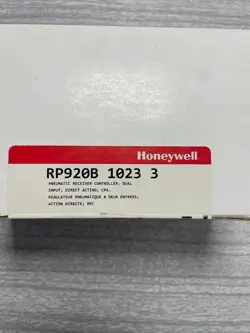 Honeywell
RP920B 1023 3
PNEUMATIC RECEIVER CONTROLLER; DUAL
INPUT; DIRECT ACTING; CPA.
REGULATEUR PNEUMATIQUE A DEUX ENTREES;
ACTION DIRECTE; RPC